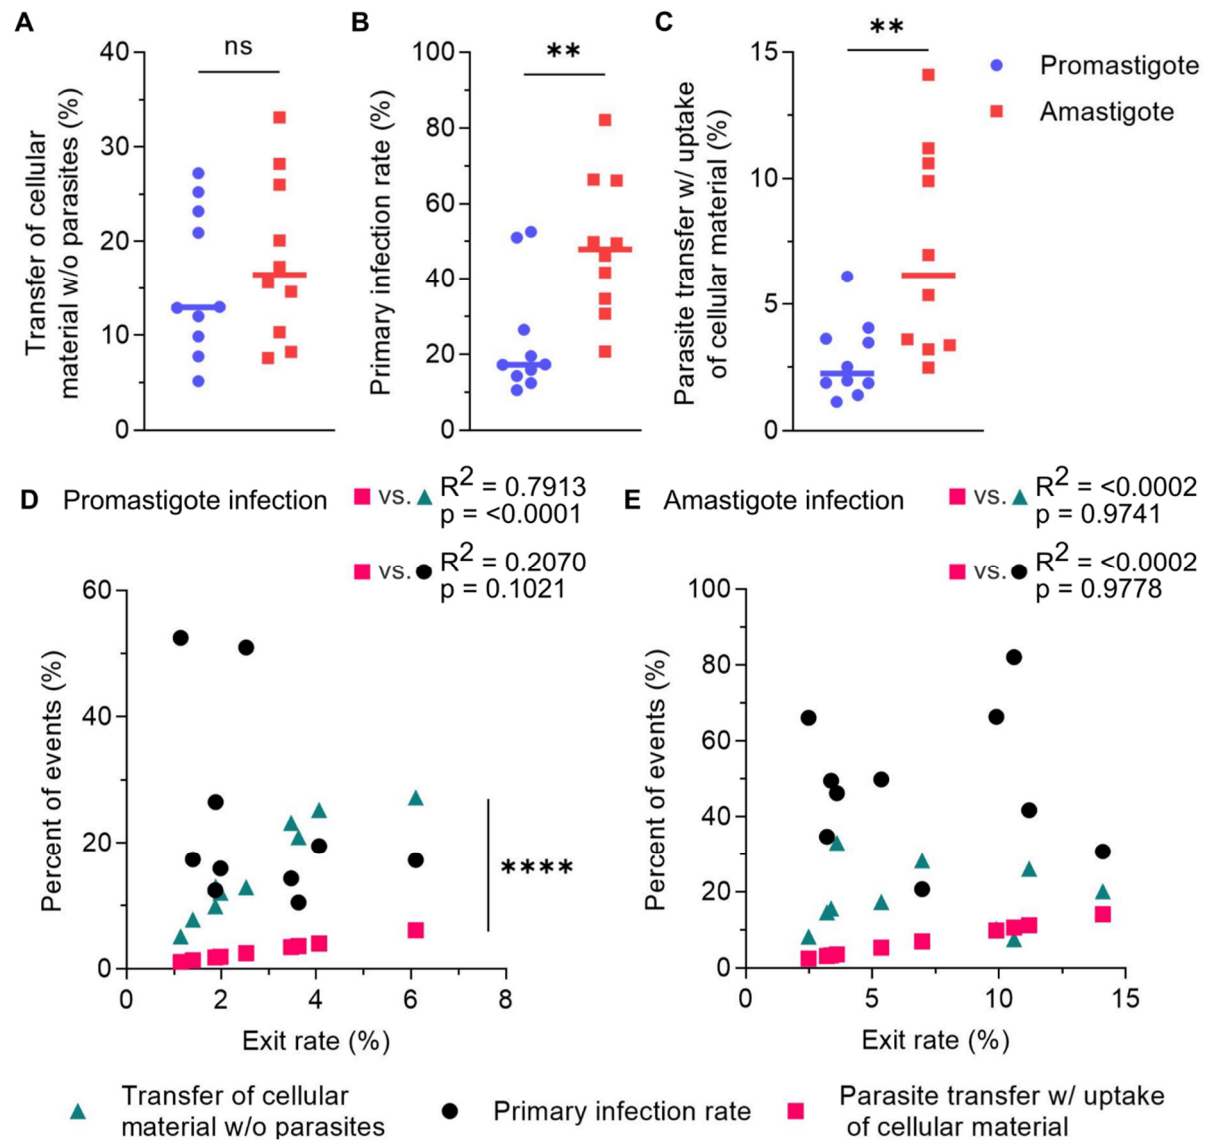 A
B
C
ns
**
**
Transfer of cellular
material w/o parasites (%)
40
30
20
10
0
Primary infection rate (%)
100
80
60
40
20
0
Parasite transfer w/ uptake
of cellular material (%)
15
10
5
0
Promastigote
Amastigote
D Promastigote infection
vs. R² = 0.7913
p = <0.0001
vs. R² = 0.2070
p = 0.1021
Percent of events (%)
60
40
20
0
0 2 4 6 8
Exit rate (%)
****
E Amastigote infection
vs. R² = <0.0002
p = 0.9741
vs. R² = <0.0002
p = 0.9778
Percent of events (%)
100
80
60
40
20
0
0 5 10 15
Exit rate (%)
Transfer of cellular
material w/o parasites
Primary infection rate
Parasite transfer w/ uptake
of cellular material